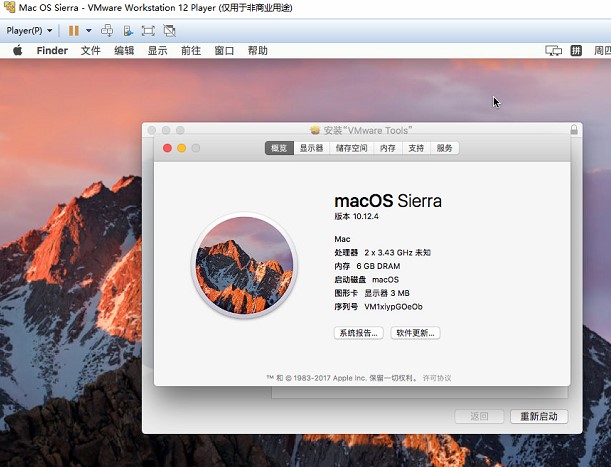 Mac OS Sierra - VMware Workstation 12 Player (仅用于非商业用途)
Player(P)
Finder 文件 编辑 显示 前往 窗口 帮助 拼 周四
安装“VMware Tools”
概览 显示器 储存空间 内存 支持 服务
macOS Sierra
版本 10.12.4
Mac
处理器 2 x 3.43 GHz 未知
内存 6 GB DRAM
启动磁盘 macOS
图形卡 显示器 3 MB
序列号 VM1xiypGOeOb
系统报告... 软件更新...
™ 和 © 1983-2017 Apple Inc. 保留一切权利。 许可协议
返回 重新启动